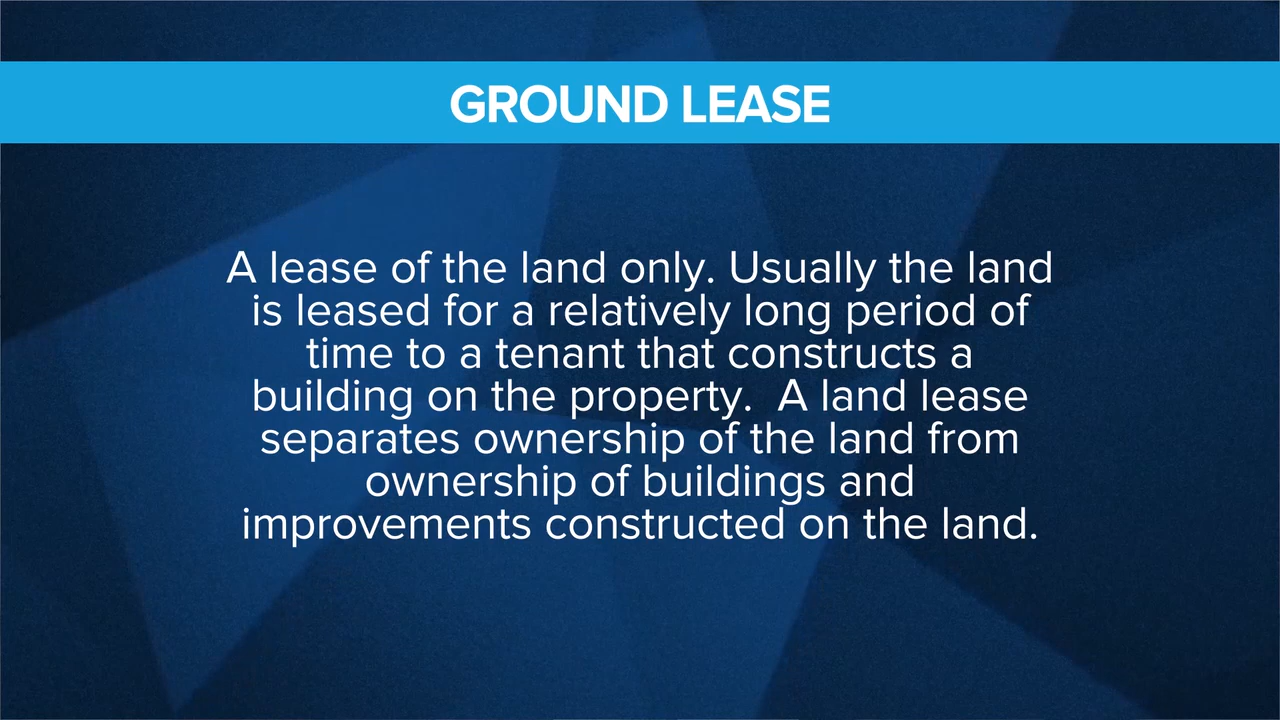 GROUND LEASE
A lease of the land only. Usually the land
is leased for a relatively long period of
time to a tenant that constructs a
building on the property.  A land lease
separates ownership of the land from
ownership of buildings and
improvements constructed on the land.